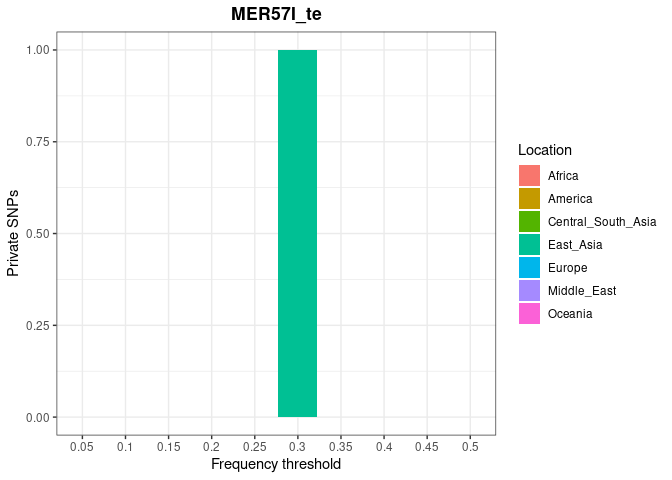 MER57I_te
1.00
0.75
0.50
0.25
0.00
Private SNPs
0.05 0.1 0.15 0.2 0.25 0.3 0.35 0.4 0.45 0.5
Frequency threshold
Location
Africa
America
Central_South_Asia
East_Asia
Europe
Middle_East
Oceania